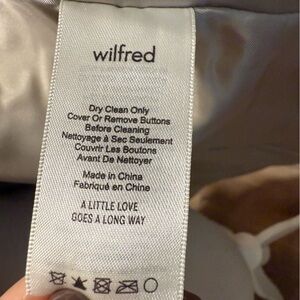 wilfred
Dry Clean Only
Cover Or Remove Buttons
Before Cleaning
Nettoyage à Sec Seulement
Couvrir Les Boutons
Avant De Nettoyer
Made in China
Fabriqué en Chine
A LITTLE LOVE
GOES A LONG WAY